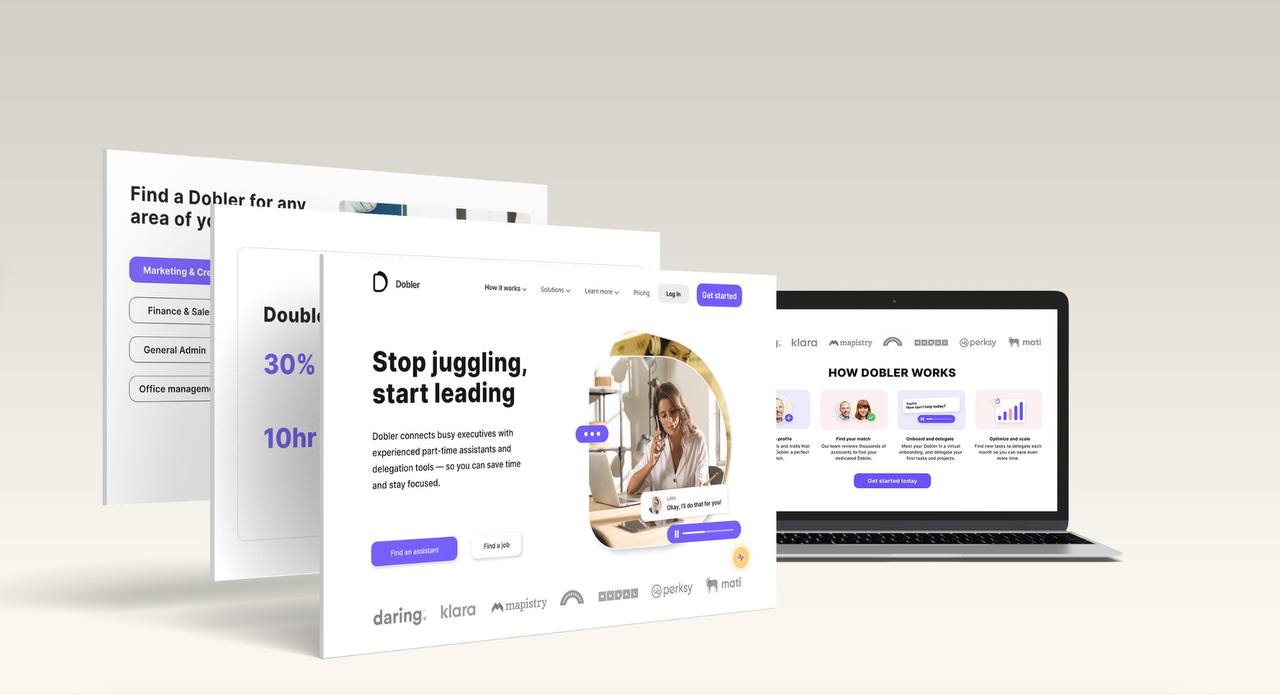 Find a Dobler for any
area of
Marketing &
Finance &
General Admin
Office
30%
10hr
Dobler
How it works
Solutions
Learn more
Pricing
Log In
Get started
Stop juggling,
start leading
Dobler connects busy executives with
experienced part-time assistants and
delegation tools — so you can save time
and stay focused.
Lilith
Okay, I'll do that for you!
Find an assistant
Find a job
daring.
klara
mapistry
MURAL
perksy
mati
klara
mapistry
MURAL
perksy
mati
HOW DOBLER WORKS
profile
and traits that
Dobler a perfect
Find your match
Our team reviews thousands of
assistants to find your
dedicated Dobler.
Sophie
How can I help today?
Onboard and delegate
Meet your Dobler in a virtual
onboarding, and delegate your
first tasks and projects.
Optimize and scale
Find new tasks to delegate each
month so you can save even
more time.
Get started today